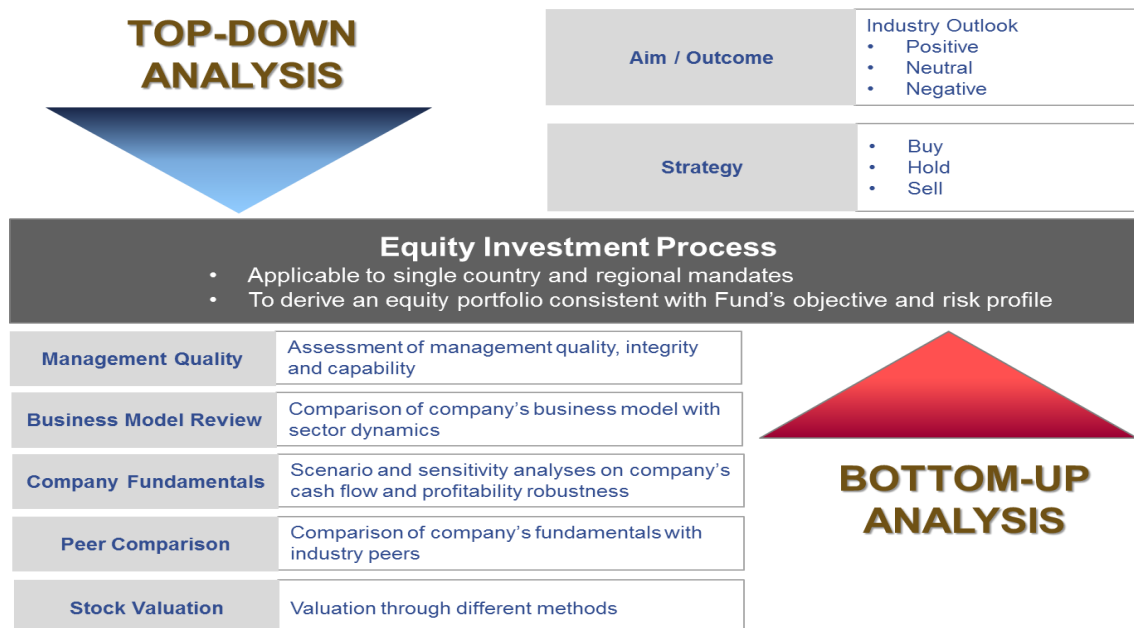 TOP-DOWN
ANALYSIS
Aim / Outcome
Industry Outlook
• Positive
• Neutral
• Negative
Strategy
• Buy
• Hold
• Sell
Equity Investment Process
• Applicable to single country and regional mandates
• To derive an equity portfolio consistent with Fund's objective and risk profile
Management Quality
Assessment of management quality, integrity
and capability
Business Model Review
Comparison of company's business model with
sector dynamics
Company Fundamentals
Scenario and sensitivity analyses on company's
cash flow and profitability robustness
Peer Comparison
Comparison of company's fundamentals with
industry peers
Stock Valuation
Valuation through different methods
BOTTOM-UP
ANALYSIS